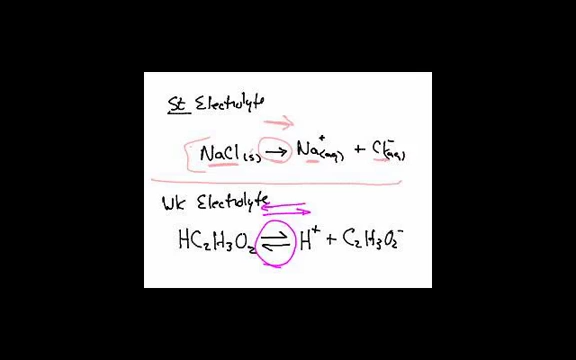 St Electrolyte
NaCl(s) → Na⁺(aq) + Cl⁻(aq)
Wk Electrolyte
HC₂H₃O₂ ⇌ H⁺ + C₂H₃O₂⁻